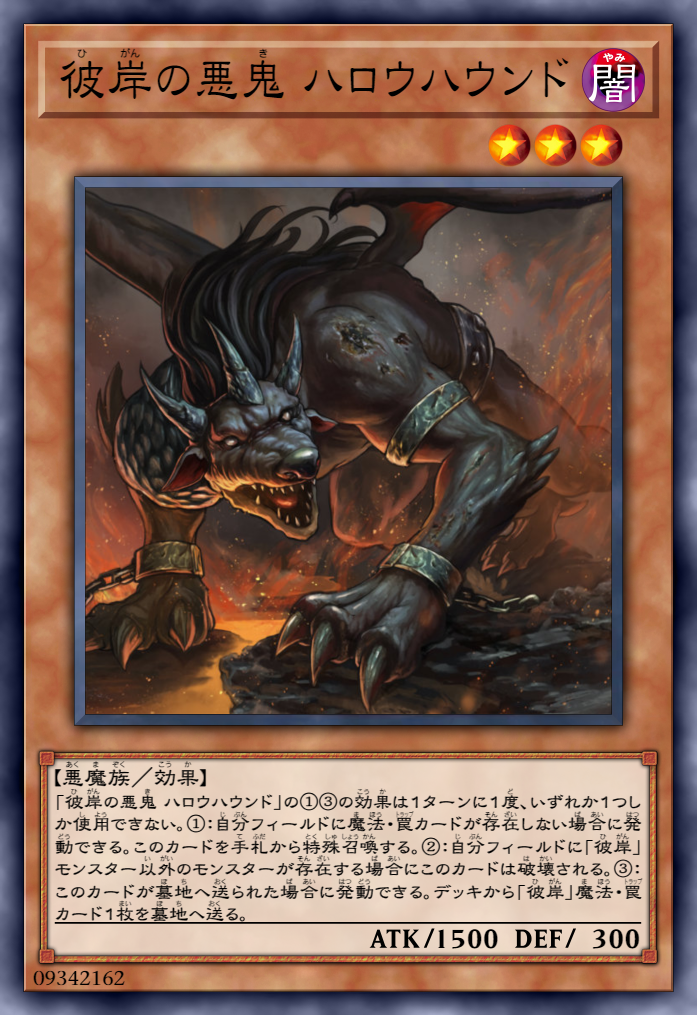 彼岸の悪鬼 ハロウハウンド
闇
【悪魔族／効果】
「彼岸の悪鬼 ハロウハウンド」の①③の効果は1ターンに1度、いずれか1つし
か使用できない。①:自分フィールドに魔法・罠カードが存在しない場合に発
動できる。このカードを手札から特殊召喚する。②:自分フィールドに「彼岸」
モンスター以外のモンスターが存在する場合にこのカードは破壊される。③:
このカードが墓地へ送られた場合に発動できる。デッキから「彼岸」魔法・罠
カード1枚を墓地へ送る。
ATK/1500 DEF/ 300
09342162